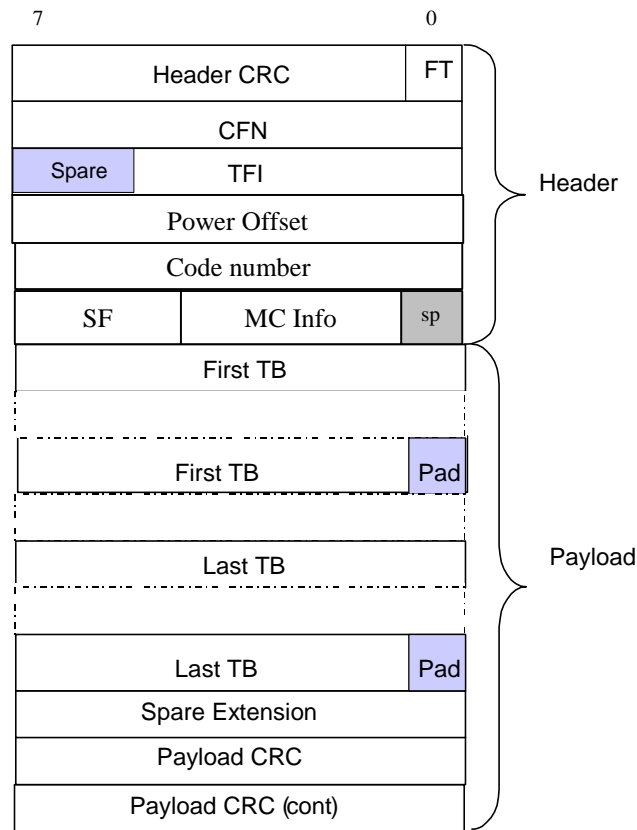 7 0
Header CRC FT
CFN
Spare TFI
Header
Power Offset
Code number
SF MC Info sp
First TB
First TB Pad
Last TB
Payload
Last TB Pad
Spare Extension
Payload CRC
Payload CRC (cont)